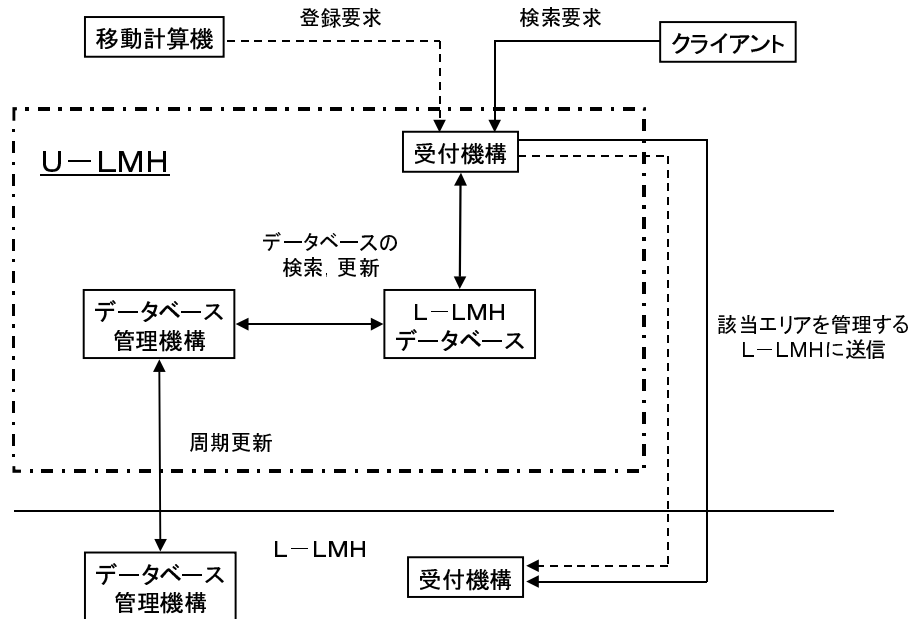 登録要求
検索要求
移動計算機
クライアント
U－LMH
受付機構
データベースの
検索，更新
データベース
管理機構
L－LMH
データベース
該当エリアを管理する
L－LMHに送信
周期更新
L－LMH
データベース
管理機構
受付機構